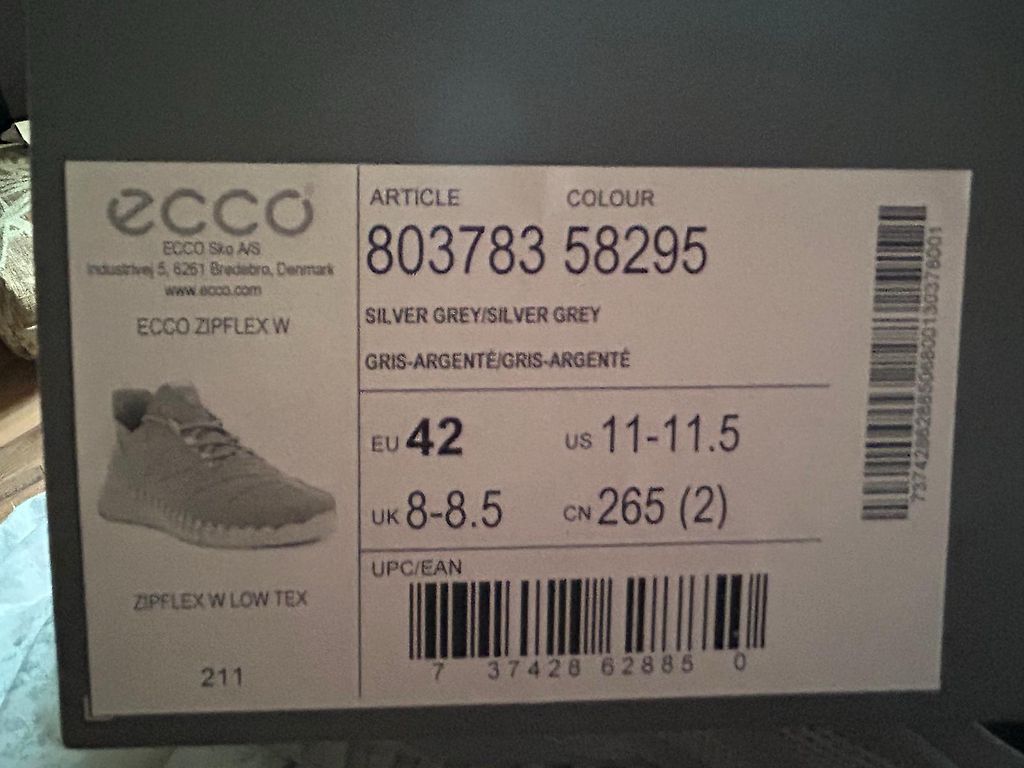 ecco
ECCO Sko A/S
Industrivej 5, 6261 Bredebro, Denmark
www.ecco.com
ECCO ZIPFLEX W
ZIPFLEX W LOW TEX
211
ARTICLE COLOUR
803783 58295
SILVER GREY/SILVER GREY
GRIS-ARGENTÉ/GRIS-ARGENTÉ
EU 42 US 11-11.5
UK 8-8.5 CN 265 (2)
UPC/EAN
7 37428 62885 0